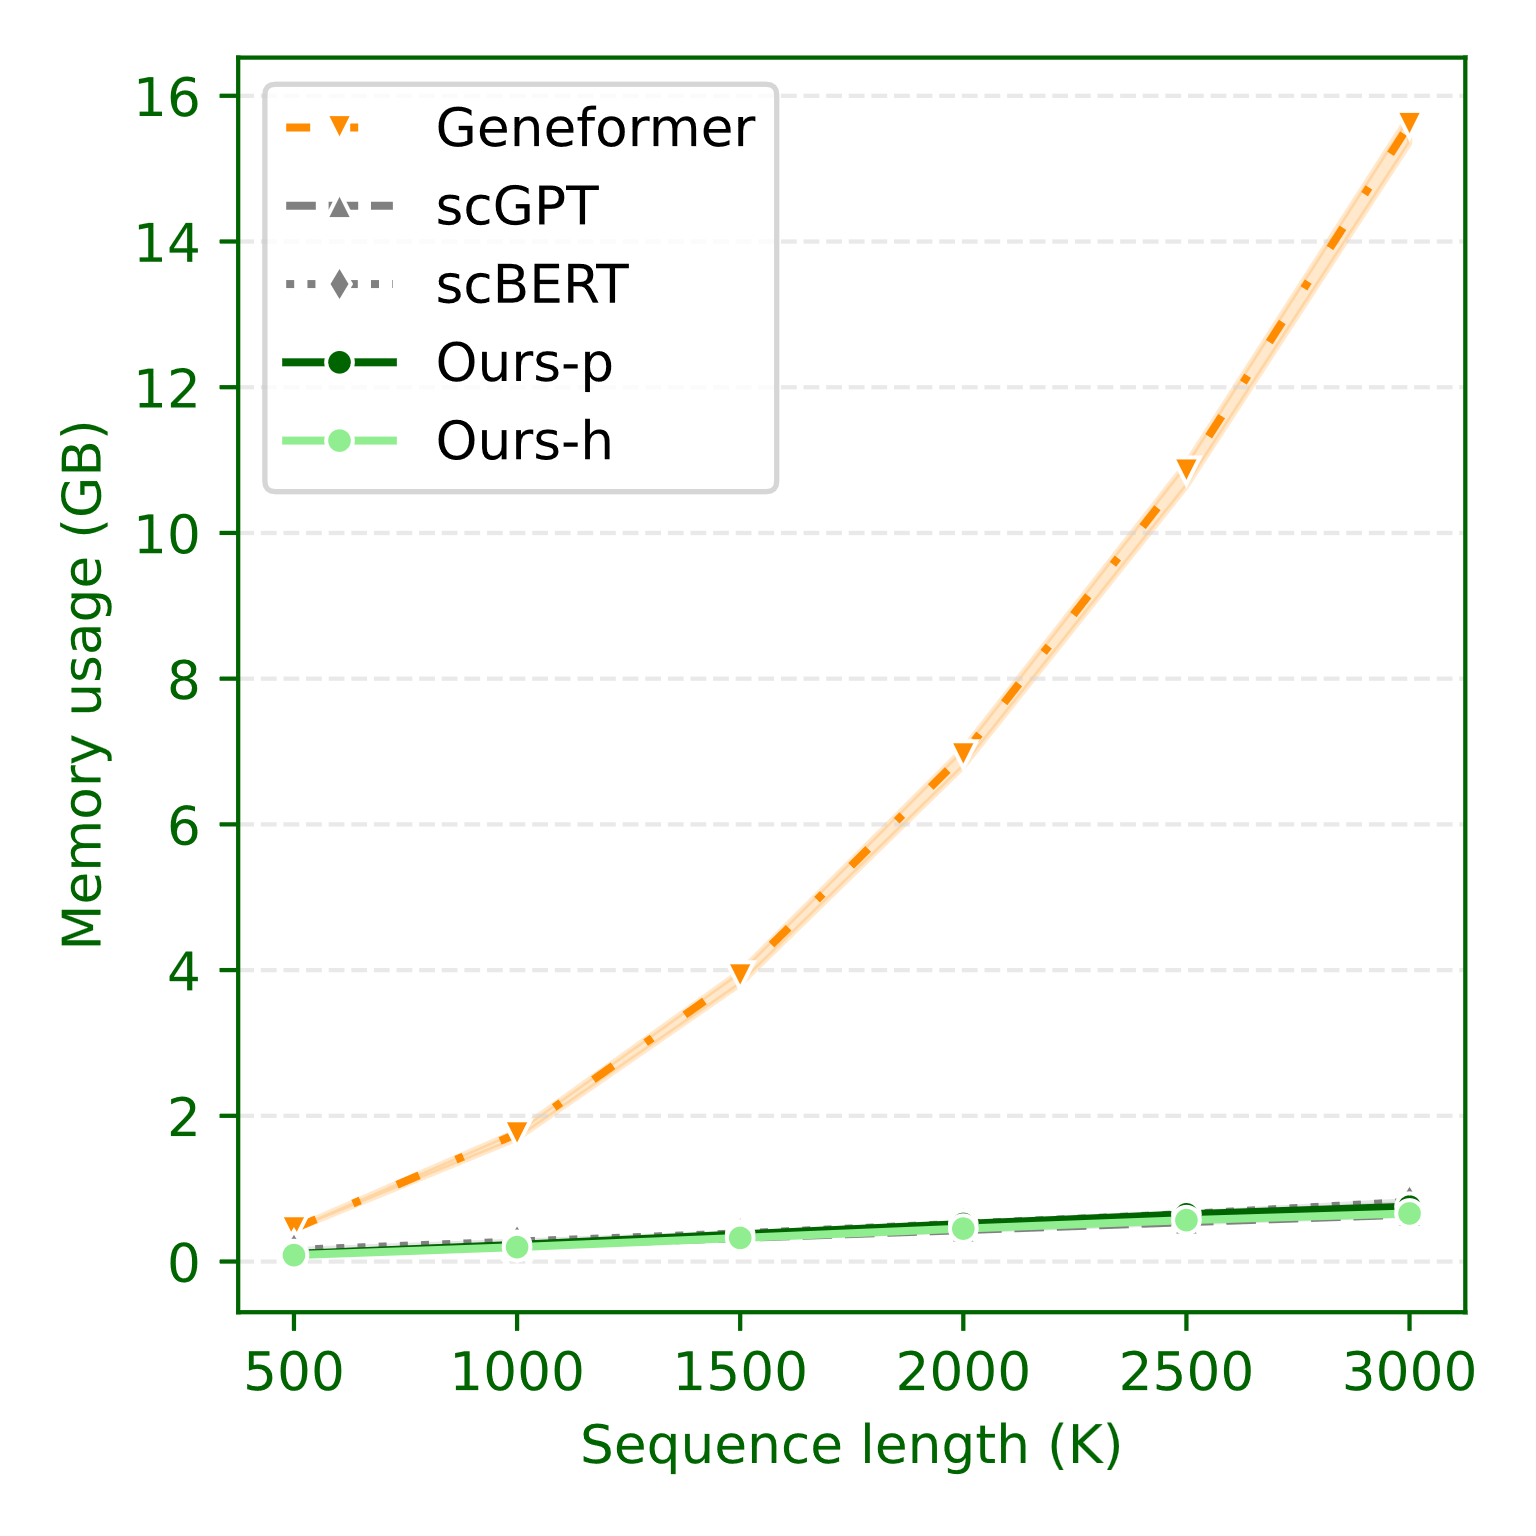 16
14
12
10
8
6
4
2
0
Memory usage (GB)
Geneformer
scGPT
scBERT
Ours-p
Ours-h
500 1000 1500 2000 2500 3000
Sequence length (K)